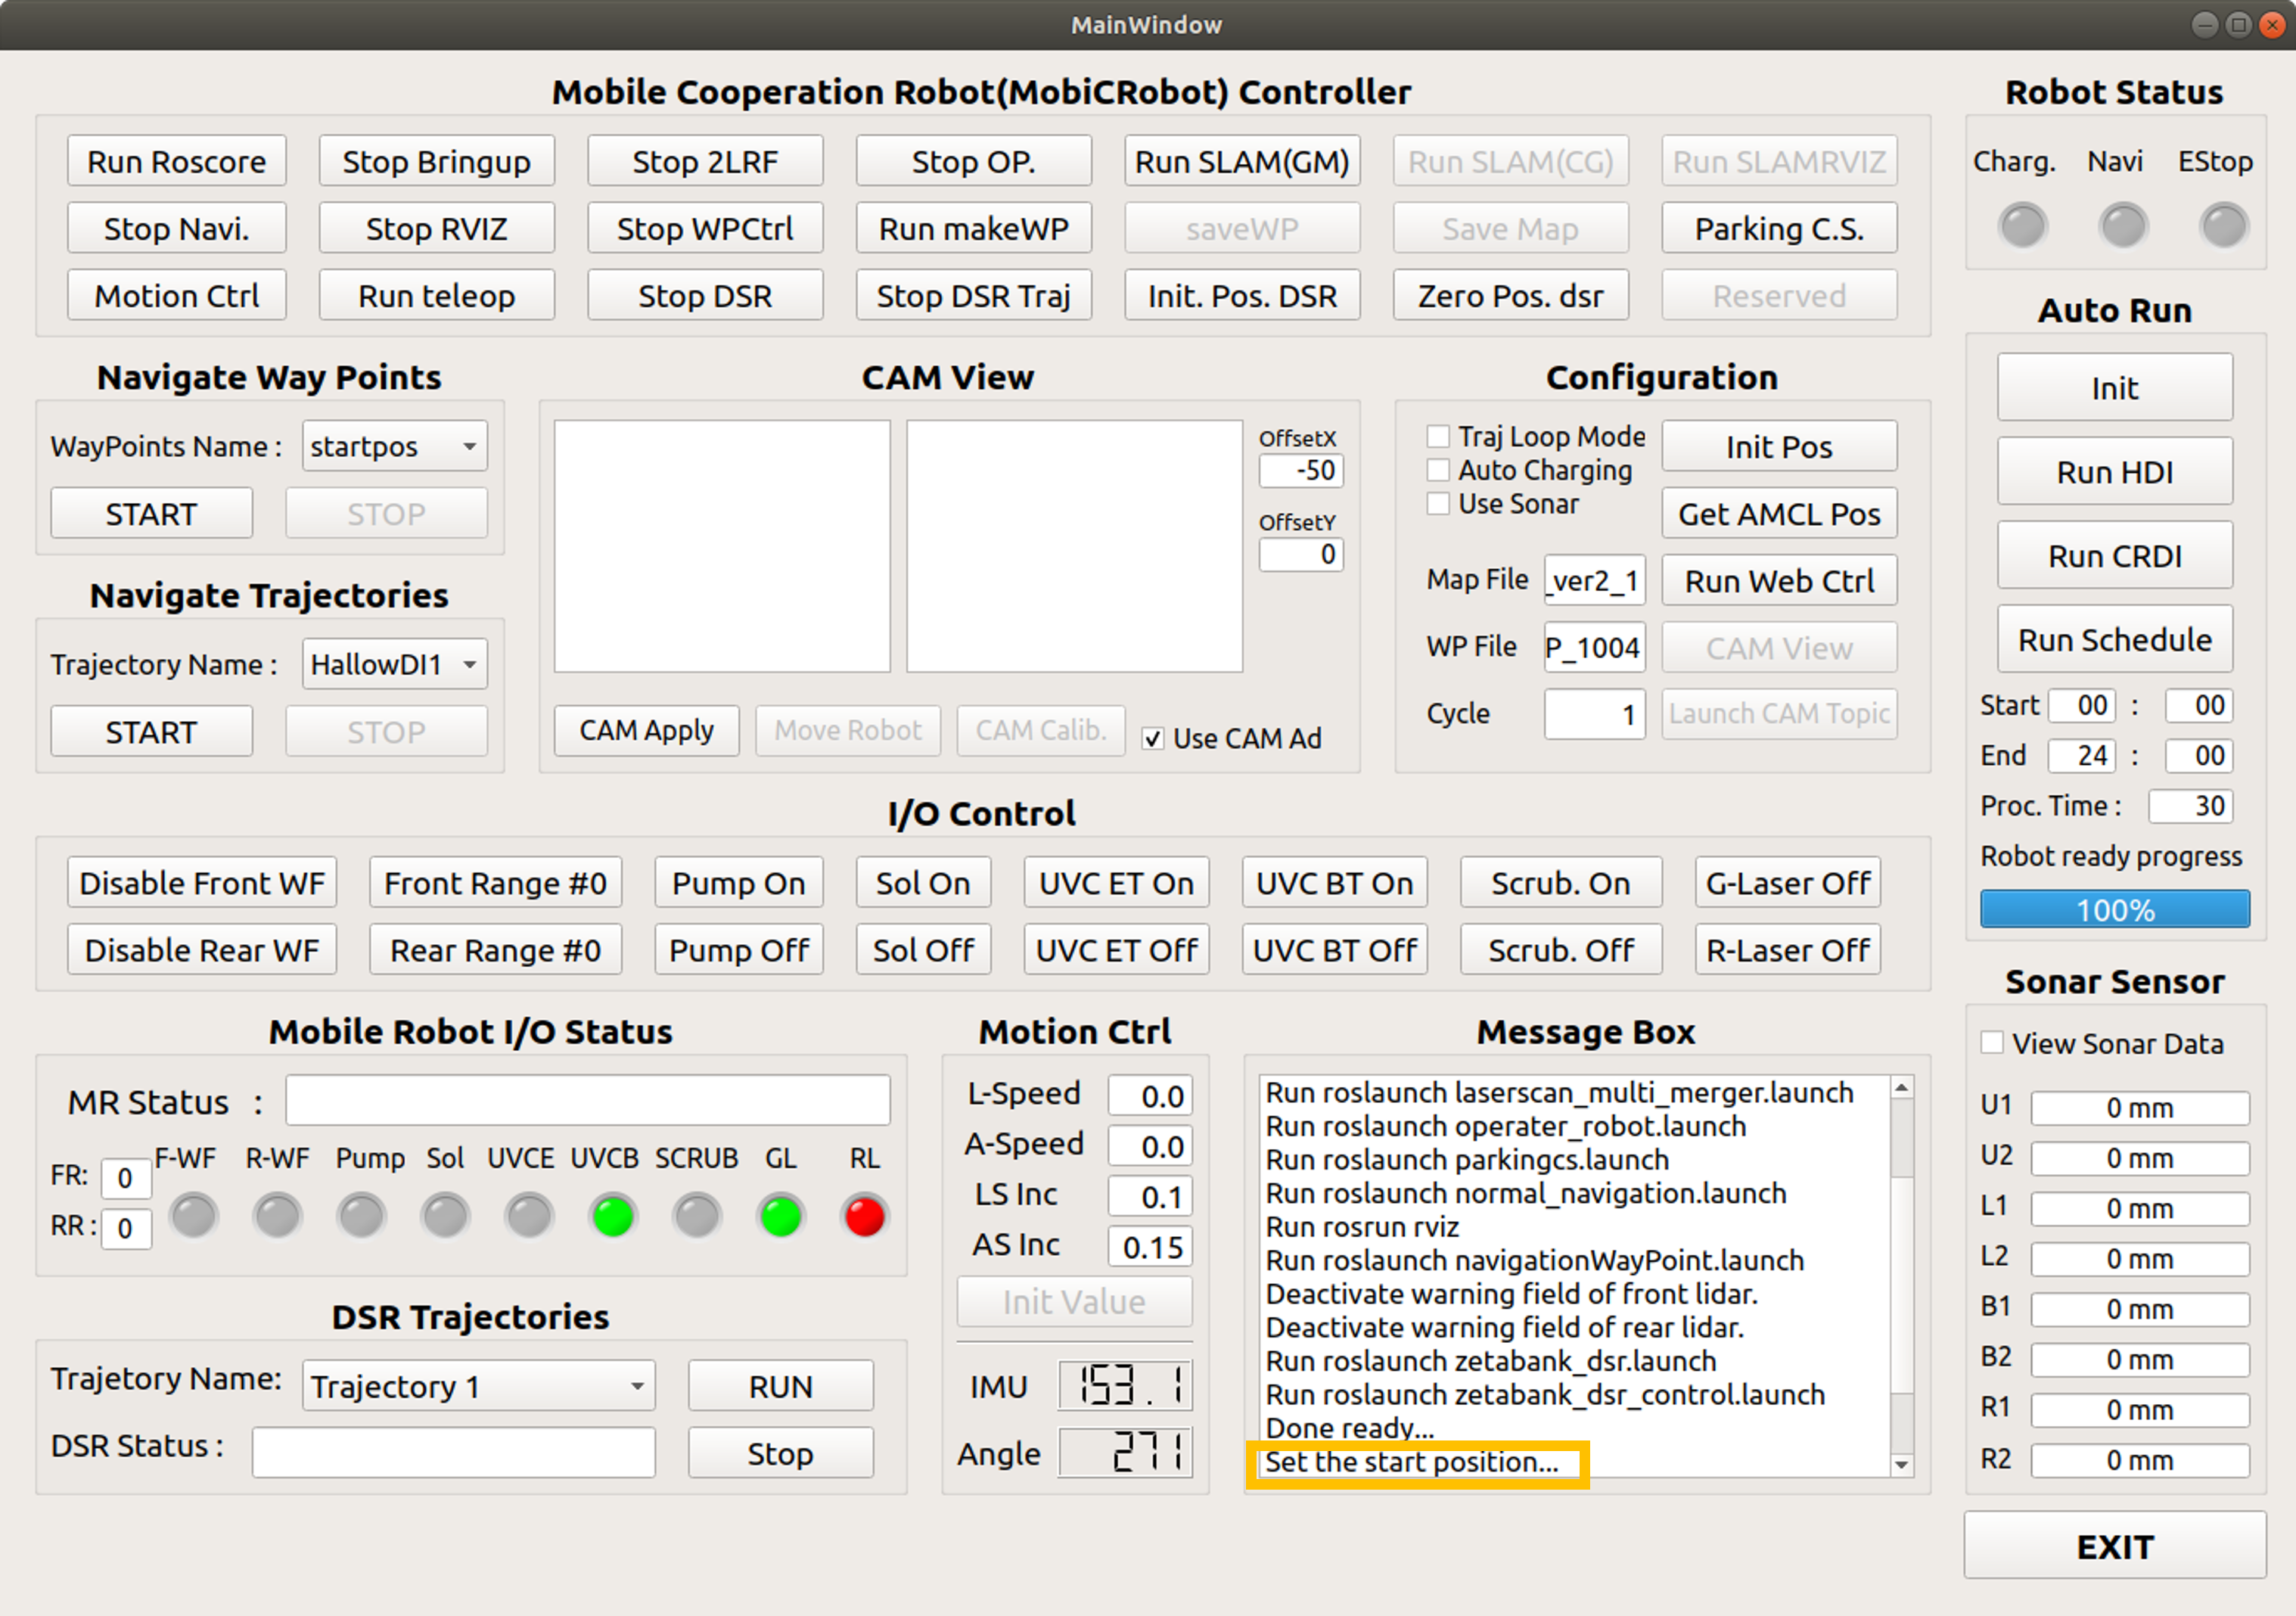 MainWindow
Mobile Cooperation Robot(MobiCRobot) Controller
Run Roscore Stop Bringup Stop 2LRF Stop OP. Run SLAM(GM) Run SLAM(CG) Run SLAMRVIZ
Stop Navi. Stop RVIZ Stop WPCtrl Run makeWP saveWP Save Map Parking C.S.
Motion Ctrl Run teleop Stop DSR Stop DSR Traj Init. Pos. DSR Zero Pos. dsr Reserved
Robot Status
Charg. Navi EStop
Navigate Way Points
WayPoints Name : startpos
START STOP
Navigate Trajectories
Trajectory Name : HallowDI1
START STOP
CAM View
OffsetX
-50
OffsetY
0
CAM Apply Move Robot CAM Calib. Use CAM Ad
Configuration
Traj Loop Mode
Auto Charging
Use Sonar
Init Pos
Get AMCL Pos
Map File _ver2_1 Run Web Ctrl
WP File P_1004 CAM View
Cycle 1 Launch CAM Topic
Auto Run
Init
Run HDI
Run CRDI
Run Schedule
Start 00 : 00
End 24 : 00
Proc. Time : 30
Robot ready progress
100%
I/O Control
Disable Front WF Front Range #0 Pump On Sol On UVC ET On UVC BT On Scrub. On G-Laser Off
Disable Rear WF Rear Range #0 Pump Off Sol Off UVC ET Off UVC BT Off Scrub. Off R-Laser Off
Mobile Robot I/O Status
MR Status :
F-WF R-WF Pump Sol UVCE UVCB SCRUB GL RL
FR: 0
RR : 0
DSR Trajectories
Trajetory Name: Trajectory 1 RUN
DSR Status : Stop
Motion Ctrl
L-Speed 0.0
A-Speed 0.0
LS Inc 0.1
AS Inc 0.15
Init Value
IMU 153.1
Angle 271
Message Box
Run roslaunch laserscan_multi_merger.launch
Run roslaunch operater_robot.launch
Run roslaunch parkingcs.launch
Run roslaunch normal_navigation.launch
Run rosrun rviz
Run roslaunch navigationWayPoint.launch
Deactivate warning field of front lidar.
Deactivate warning field of rear lidar.
Run roslaunch zetabank_dsr.launch
Run roslaunch zetabank_dsr_control.launch
Done ready...
Set the start position...
Sonar Sensor
View Sonar Data
U1 0 mm
U2 0 mm
L1 0 mm
L2 0 mm
B1 0 mm
B2 0 mm
R1 0 mm
R2 0 mm
EXIT